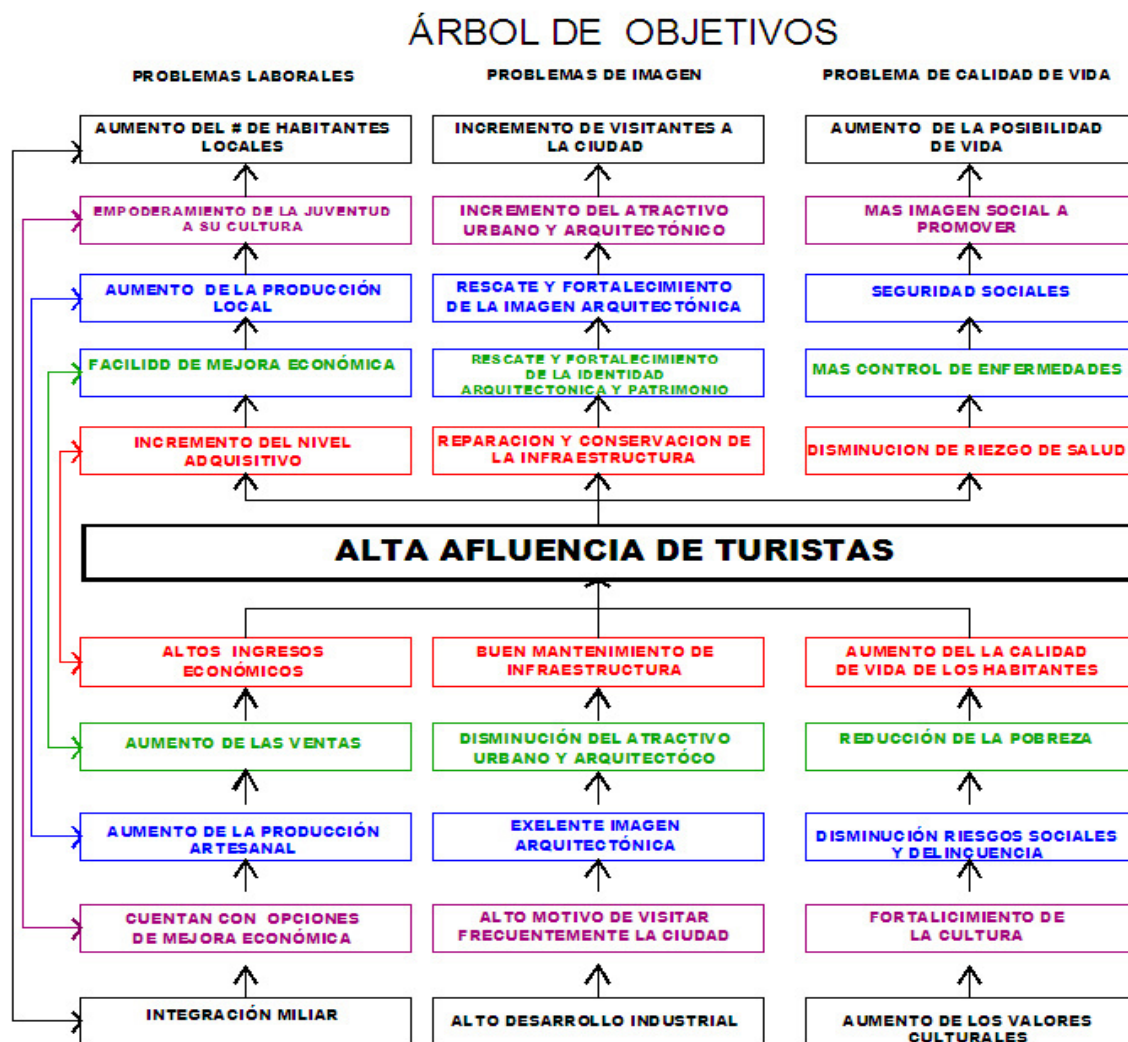 ÁRBOL DE OBJETIVOS
PROBLEMAS LABORALES
PROBLEMAS DE IMAGEN
PROBLEMA DE CALIDAD DE VIDA
AUMENTO DEL # DE HABITANTES
LOCALES
INCREMENTO DE VISITANTES A
LA CIUDAD
AUMENTO DE LA POSIBILIDAD
DE VIDA
EMPODERAMIENTO DE LA JUVENTUD
A SU CULTURA
INCREMENTO DEL ATRACTIVO
URBANO Y ARQUITECTÓNICO
MAS IMAGEN SOCIAL A
PROMOVER
AUMENTO DE LA PRODUCCIÓN
LOCAL
RESCATE Y FORTALECIMIENTO
DE LA IMAGEN ARQUITECTÓNICA
SEGURIDAD SOCIALES
FACILIDD DE MEJORA ECONÓMICA
RESCATE Y FORTALECIMIENTO
DE LA IDENTIDAD
ARQUITECTONICA Y PATRIMONIO
MAS CONTROL DE ENFERMEDADES
INCREMENTO DEL NIVEL
ADQUISITIVO
REPARACION Y CONSERVACION DE
LA INFRAESTRUCTURA
DISMINUCION DE RIEZGO DE SALUD
ALTA AFLUENCIA DE TURISTAS
ALTOS INGRESOS
ECONÓMICOS
BUEN MANTENIMIENTO DE
INFRAESTRUCTURA
AUMENTO DEL LA CALIDAD
DE VIDA DE LOS HABITANTES
AUMENTO DE LAS VENTAS
DISMINUCIÓN DEL ATRACTIVO
URBANO Y ARQUITECTÓCO
REDUCCIÓN DE LA POBREZA
AUMENTO DE LA PRODUCCIÓN
ARTESANAL
EXELENTE IMAGEN
ARQUITECTÓNICA
DISMINUCIÓN RIESGOS SOCIALES
Y DELINCUENCIA
CUENTAN CON OPCIONES
DE MEJORA ECONÓMICA
ALTO MOTIVO DE VISITAR
FRECUENTEMENTE LA CIUDAD
FORTALICIMIENTO DE
LA CULTURA
INTEGRACIÓN MILIAR
ALTO DESARROLLO INDUSTRIAL
AUMENTO DE LOS VALORES
CULTURALES